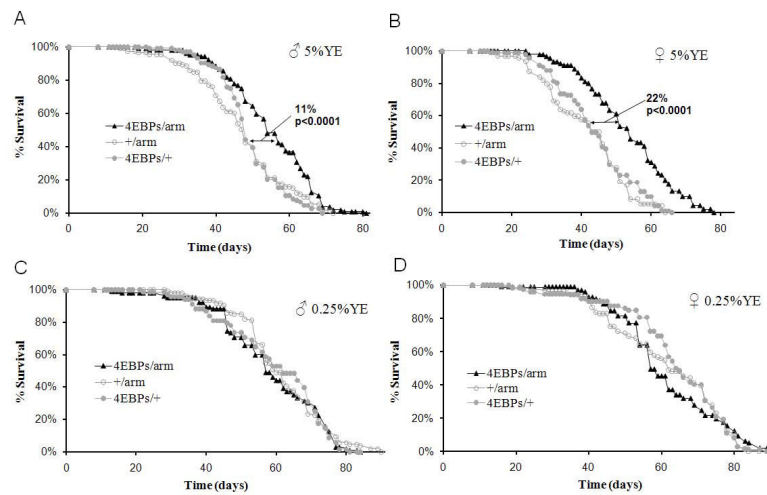 A
♂ 5%YE
100%
80%
60%
40%
20%
0%
% Survival
11%
p<0.0001
4EBPs/arm
+/arm
4EBPs/+
0 20 40 60 80
Time (days)
B
♀ 5%YE
100%
80%
60%
40%
20%
0%
% Survival
22%
p<0.0001
4EBPs/arm
+/arm
4EBPs/+
0 20 40 60 80
Time (days)
C
♂ 0.25%YE
100%
80%
60%
40%
20%
0%
% Survival
4EBPs/arm
+/arm
4EBPs/+
0 20 40 60 80
Time (days)
D
♀ 0.25%YE
100%
80%
60%
40%
20%
0%
% Survival
4EBPs/arm
+/arm
4EBPs/+
0 20 40 60 80
Time (days)